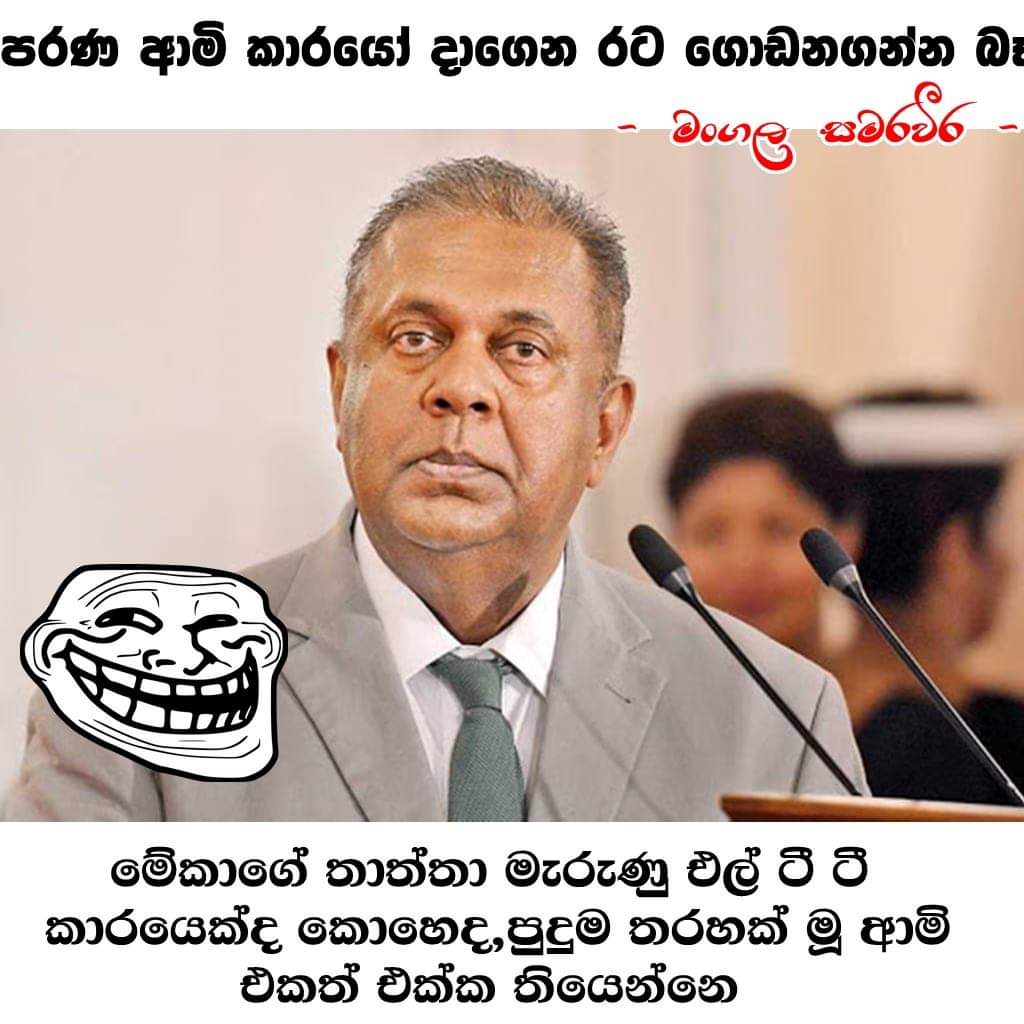 පරණ ආමි කාරයෝ දාගෙන රට ගොඩනගන්න බෑ
- මංගල සමරවීර -
මේකාගේ තාත්තා මැරුණු එල් ටී ටී
කාරයෙක්ද කොහෙද,පුදුම තරහක් මූ ආමි
එකත් එක්ක තියෙන්නෙ